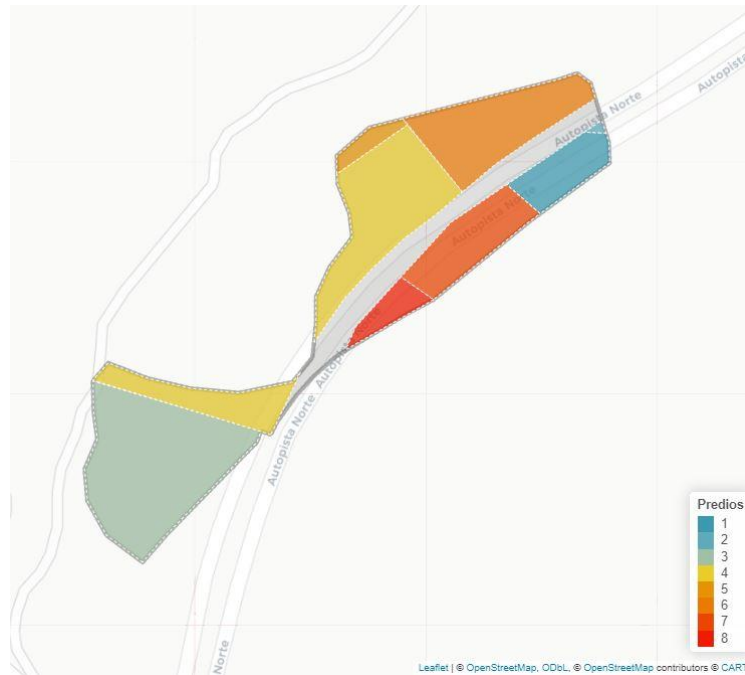 Autopista Norte
Autopista
Autopista Norte
Autopista Norte
Autopista Norte
Norte
Predios
1
2
3
4
5
6
7
8
Leaflet | © OpenStreetMap, ODbL, © OpenStreetMap contributors © CART